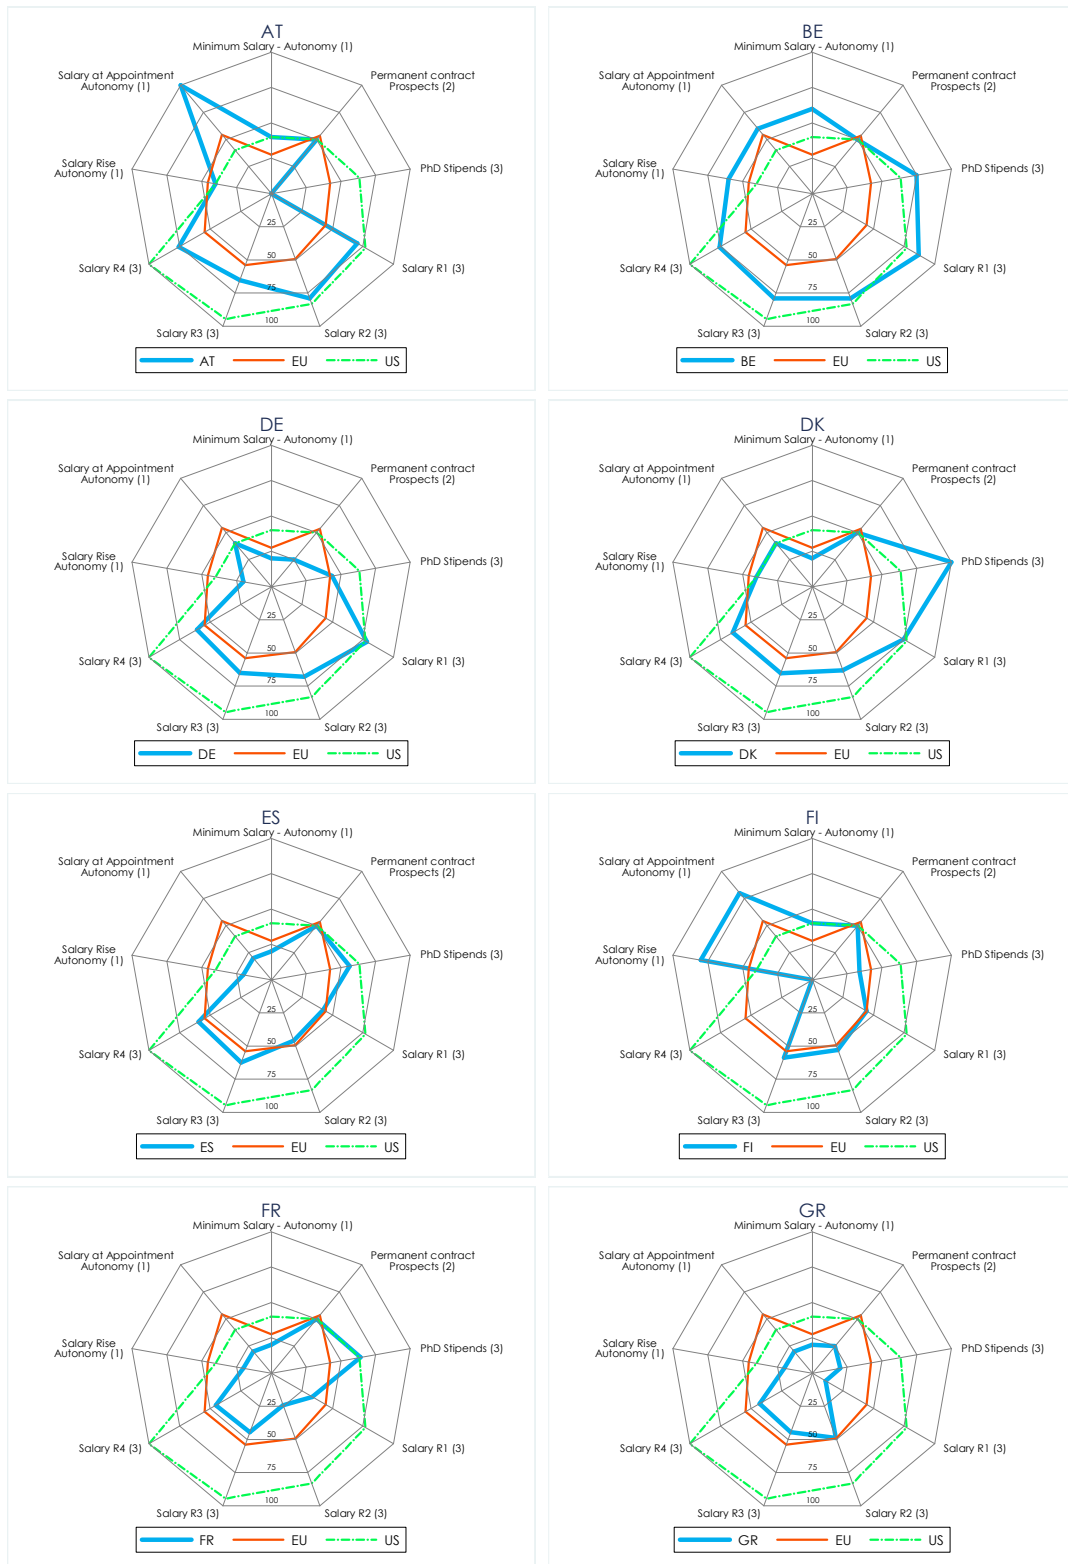 AT
Minimum Salary - Autonomy (1)
Salary at Appointment
Autonomy (1)
Permanent contract
Prospects (2)
Salary Rise
Autonomy (1)
PhD Stipends (3)
25
50
75
100
Salary R4 (3)
Salary R1 (3)
Salary R3 (3)
Salary R2 (3)
AT EU US
BE
Minimum Salary - Autonomy (1)
Salary at Appointment
Autonomy (1)
Permanent contract
Prospects (2)
Salary Rise
Autonomy (1)
PhD Stipends (3)
25
50
75
100
Salary R4 (3)
Salary R1 (3)
Salary R3 (3)
Salary R2 (3)
BE EU US
DE
Minimum Salary - Autonomy (1)
Salary at Appointment
Autonomy (1)
Permanent contract
Prospects (2)
Salary Rise
Autonomy (1)
PhD Stipends (3)
25
50
75
100
Salary R4 (3)
Salary R1 (3)
Salary R3 (3)
Salary R2 (3)
DE EU US
DK
Minimum Salary - Autonomy (1)
Salary at Appointment
Autonomy (1)
Permanent contract
Prospects (2)
Salary Rise
Autonomy (1)
PhD Stipends (3)
25
50
75
100
Salary R4 (3)
Salary R1 (3)
Salary R3 (3)
Salary R2 (3)
DK EU US
ES
Minimum Salary - Autonomy (1)
Salary at Appointment
Autonomy (1)
Permanent contract
Prospects (2)
Salary Rise
Autonomy (1)
PhD Stipends (3)
25
50
75
100
Salary R4 (3)
Salary R1 (3)
Salary R3 (3)
Salary R2 (3)
ES EU US
FI
Minimum Salary - Autonomy (1)
Salary at Appointment
Autonomy (1)
Permanent contract
Prospects (2)
Salary Rise
Autonomy (1)
PhD Stipends (3)
25
50
75
100
Salary R4 (3)
Salary R1 (3)
Salary R3 (3)
Salary R2 (3)
FI EU US
FR
Minimum Salary - Autonomy (1)
Salary at Appointment
Autonomy (1)
Permanent contract
Prospects (2)
Salary Rise
Autonomy (1)
PhD Stipends (3)
25
50
75
100
Salary R4 (3)
Salary R1 (3)
Salary R3 (3)
Salary R2 (3)
FR EU US
GR
Minimum Salary - Autonomy (1)
Salary at Appointment
Autonomy (1)
Permanent contract
Prospects (2)
Salary Rise
Autonomy (1)
PhD Stipends (3)
25
50
75
100
Salary R4 (3)
Salary R1 (3)
Salary R3 (3)
Salary R2 (3)
GR EU US